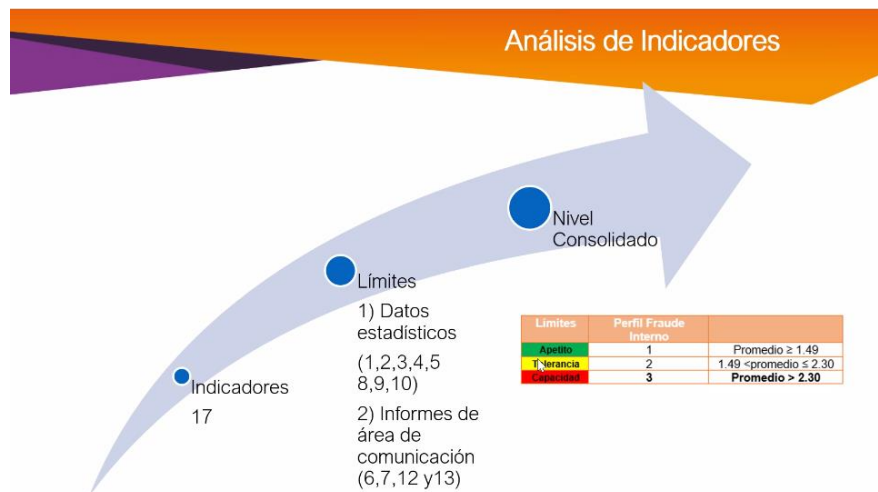 Análisis de Indicadores
Nivel
Consolidado
Límites
1) Datos
estadísticos
(1,2,3,4,5
8,9,10)
2) Informes de
área de
comunicación
(6,7,12 y13)
Indicadores
17
Límites Perfil Fraude
Interno
Apetito 1 Promedio ≥ 1.49
Tolerancia 2 1.49 <promedio ≤ 2.30
Capacidad 3 Promedio > 2.30